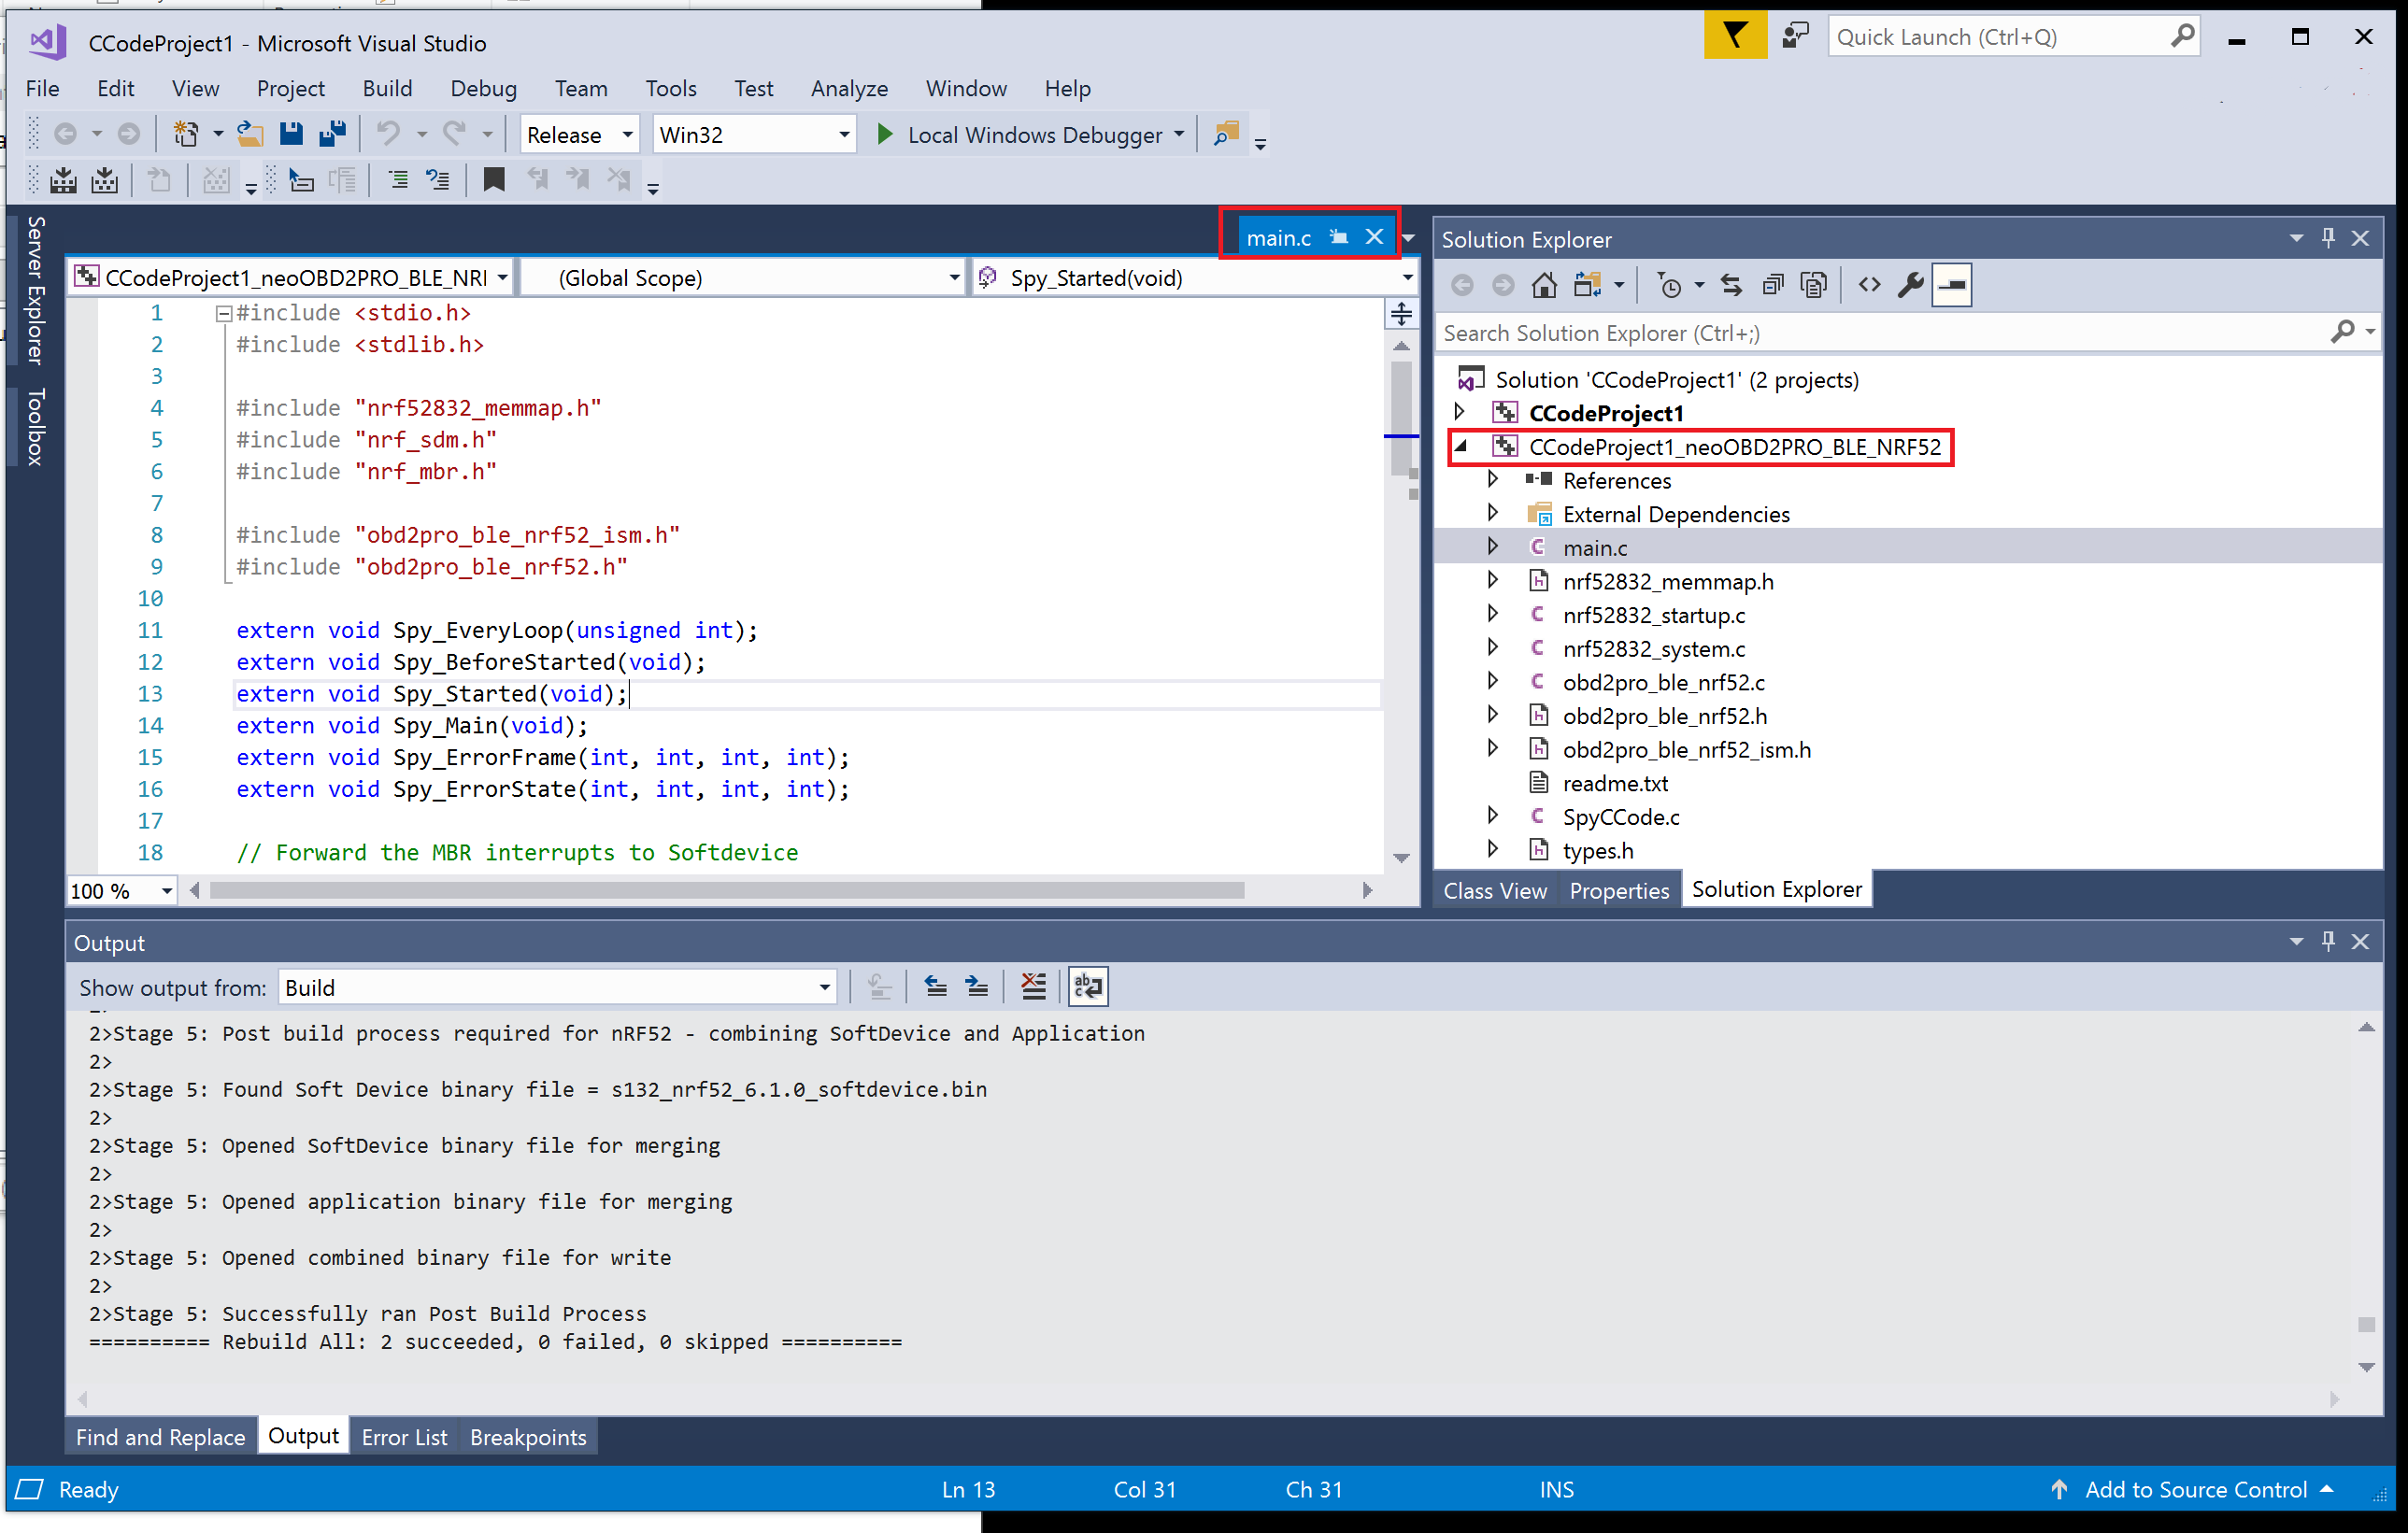 CCodeProject1 - Microsoft Visual Studio
Quick Launch (Ctrl+Q)
File Edit View Project Build Debug Team Tools Test Analyze Window Help
Release Win32 Local Windows Debugger
Server Explorer
Toolbox
main.c
CCodeProject1_neoOBD2PRO_BLE_NRI (Global Scope) Spy_Started(void)
1 #include <stdio.h>
2 #include <stdlib.h>
3
4 #include "nrf52832_memmap.h"
5 #include "nrf_sdm.h"
6 #include "nrf_mbr.h"
7
8 #include "obd2pro_ble_nrf52_ism.h"
9 #include "obd2pro_ble_nrf52.h"
10
11 extern void Spy_EveryLoop(unsigned int);
12 extern void Spy_BeforeStarted(void);
13 extern void Spy_Started(void);
14 extern void Spy_Main(void);
15 extern void Spy_ErrorFrame(int, int, int, int);
16 extern void Spy_ErrorState(int, int, int, int);
17
18 // Forward the MBR interrupts to Softdevice
100 %
Solution Explorer
Search Solution Explorer (Ctrl+;)
Solution 'CCodeProject1' (2 projects)
CCodeProject1
CCodeProject1_neoOBD2PRO_BLE_NRF52
References
External Dependencies
main.c
nrf52832_memmap.h
nrf52832_startup.c
nrf52832_system.c
obd2pro_ble_nrf52.c
obd2pro_ble_nrf52.h
obd2pro_ble_nrf52_ism.h
readme.txt
SpyCCode.c
types.h
Class View Properties Solution Explorer
Output
Show output from: Build
2>Stage 5: Post build process required for nRF52 - combining SoftDevice and Application
2>
2>Stage 5: Found Soft Device binary file = s132_nrf52_6.1.0_softdevice.bin
2>
2>Stage 5: Opened SoftDevice binary file for merging
2>
2>Stage 5: Opened application binary file for merging
2>
2>Stage 5: Opened combined binary file for write
2>
2>Stage 5: Successfully ran Post Build Process
========== Rebuild All: 2 succeeded, 0 failed, 0 skipped ==========
Find and Replace Output Error List Breakpoints
Ready Ln 13 Col 31 Ch 31 INS Add to Source Control